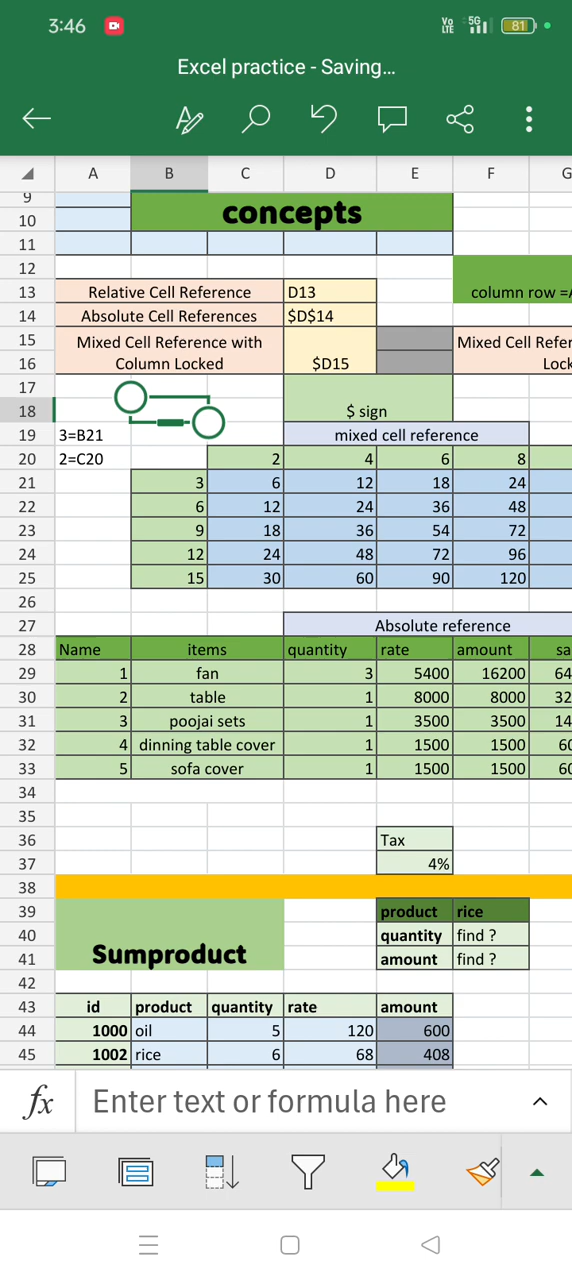 3:46 Vo LTE 5G 81
Excel practice - Saving...
A B C D E F G
9
10 concepts
11
12
13 Relative Cell Reference D13 column row =A
14 Absolute Cell References $D$14
15 Mixed Cell Reference with Mixed Cell Refer
16 Column Locked $D15 Lock
17
18 $ sign
19 3=B21 mixed cell reference
20 2=C20 2 4 6 8
21 3 6 12 18 24
22 6 12 24 36 48
23 9 18 36 54 72
24 12 24 48 72 96
25 15 30 60 90 120
26
27 Absolute reference
28 Name items quantity rate amount sa
29 1 fan 3 5400 16200 64
30 2 table 1 8000 8000 32
31 3 poojai sets 1 3500 3500 14
32 4 dinning table cover 1 1500 1500 60
33 5 sofa cover 1 1500 1500 60
34
35
36 Tax
37 4%
38
39 product rice
40 quantity find ?
41 Sumproduct amount find ?
42
43 id product quantity rate amount
44 1000 oil 5 120 600
45 1002 rice 6 68 408
fx Enter text or formula here